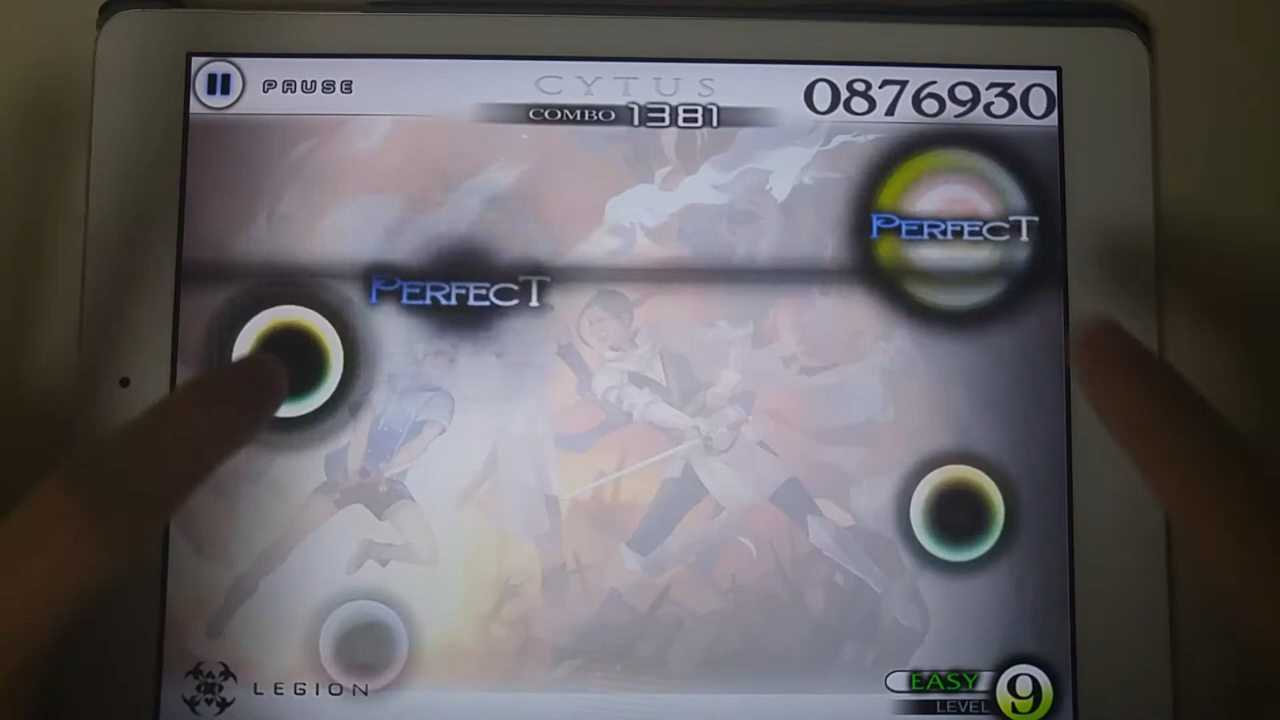 PAUSE
CYTUS
COMBO 1381
0876930
PERFECT
PERFECT
LEGION
EASY
LEVEL 9